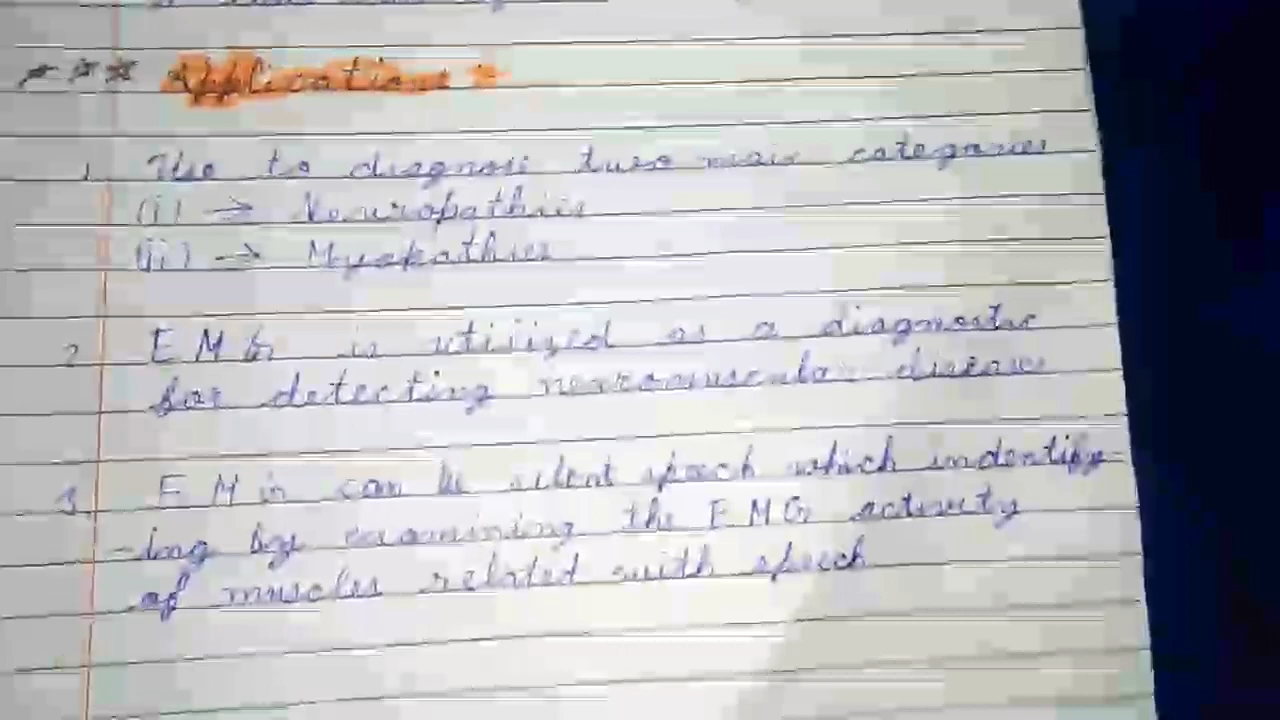 *** Applications :-
1. Use to diagnosis two main categories
(i) → Neuropathies
(ii) → Myopathies
2 EMG is utilized as a diagnostic
for detecting neuromuscular disease
3 EMG can be silent speech which indentify-
-ing by examining the EMG activity
of muscles related with speech